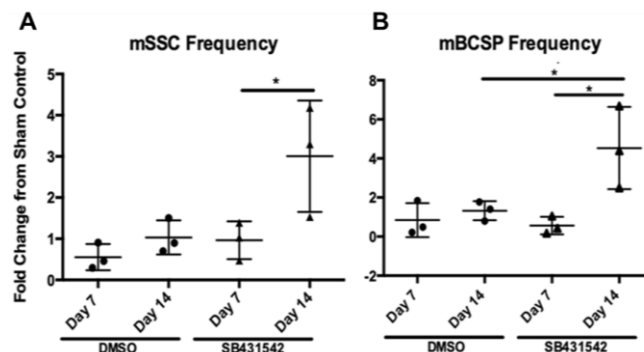 A
mSSC Frequency
Fold Change from Sham Control
5
4
3
2
1
0
*
Day 7
Day 14
Day 7
Day 14
DMSO
SB431542
B
mBCSP Frequency
8
6
4
2
0
-2
*
*
Day 7
Day 14
Day 7
Day 14
DMSO
SB431542